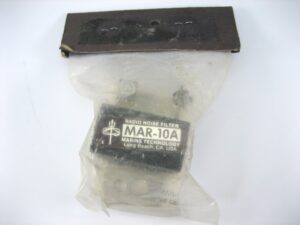 RADIO NOISE FILTER
MAR-10A
MARINE TECHNOLOGY
Long Beach, CA. USA